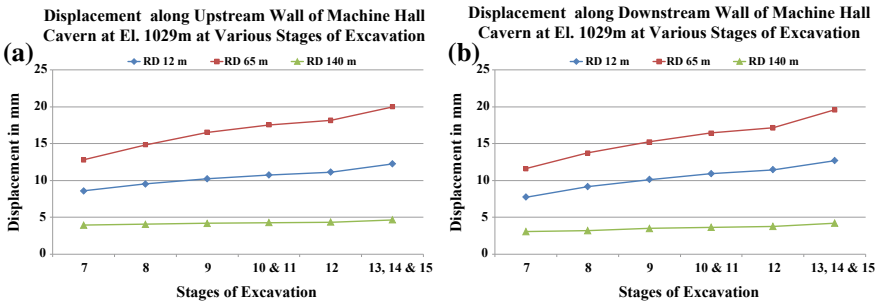 Displacement along Upstream Wall of Machine Hall
Cavern at El. 1029m at Various Stages of Excavation
(a)
RD 12 m RD 65 m RD 140 m
25
20
15
10
5
0
Displacement in mm
7 8 9 10 & 11 12 13, 14 & 15
Stages of Excavation
Displacement along Downstream Wall of Machine Hall
Cavern at El. 1029m at Various Stages of Excavation
(b)
RD 12 m RD 65 m RD 140 m
25
20
15
10
5
0
Displacement in mm
7 8 9 10 & 11 12 13, 14 & 15
Stages of Excavation